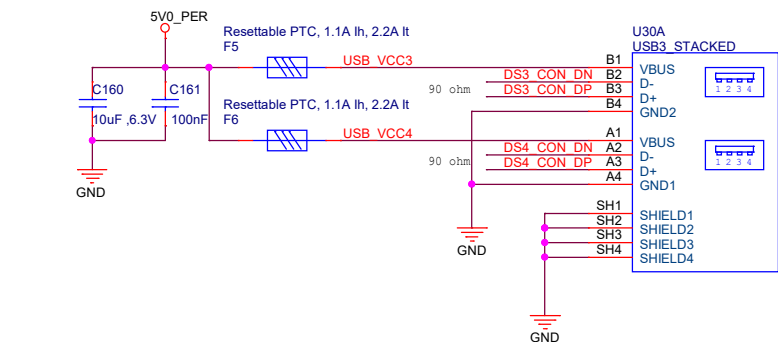 5V0_PER
Resettable PTC, 1.1A Ih, 2.2A It
F5
USB_VCC3
C160
10uF ,6.3V
C161
100nF
Resettable PTC, 1.1A Ih, 2.2A It
F6
USB_VCC4
GND
90 ohm
DS3_CON_DN
DS3_CON_DP
90 ohm
DS4_CON_DN
DS4_CON_DP
GND
GND
U30A
USB3_STACKED
B1 VBUS
B2 D-
B3 D+
B4 GND2
1 2 3 4
A1 VBUS
A2 D-
A3 D+
A4 GND1
1 2 3 4
SH1 SHIELD1
SH2 SHIELD2
SH3 SHIELD3
SH4 SHIELD4